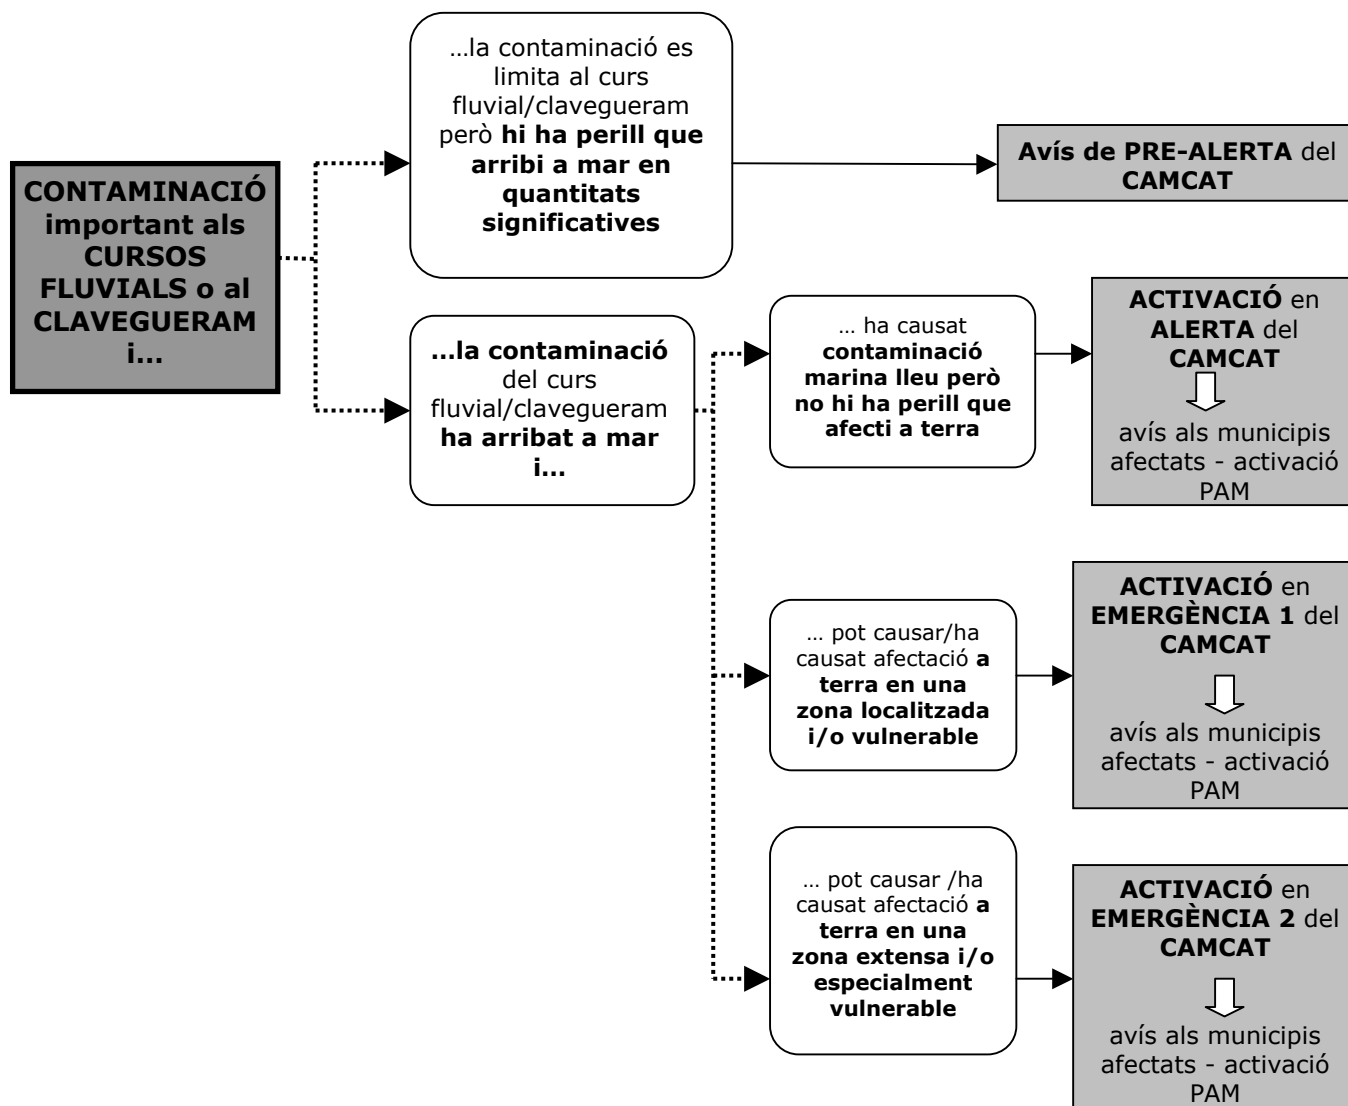 ...la contaminació es
limita al curs
fluvial/clavegueram
però hi ha perill que
arribi a mar en
quantitats
significatives
Avís de PRE-ALERTA del
CAMCAT
CONTAMINACIÓ
important als
CURSOS
FLUVIALS o al
CLAVEGUERAM
i...
...la contaminació
del curs
fluvial/clavegueram
ha arribat a mar
i...
... ha causat
contaminació
marina lleu però
no hi ha perill que
afecti a terra
ACTIVACIÓ en
ALERTA del
CAMCAT
avís als municipis
afectats - activació
PAM
... pot causar/ha
causat afectació a
terra en una
zona localitzada
i/o vulnerable
ACTIVACIÓ en
EMERGÈNCIA 1 del
CAMCAT
avís als municipis
afectats - activació
PAM
... pot causar /ha
causat afectació a
terra en una
zona extensa i/o
especialment
vulnerable
ACTIVACIÓ en
EMERGÈNCIA 2 del
CAMCAT
avís als municipis
afectats - activació
PAM